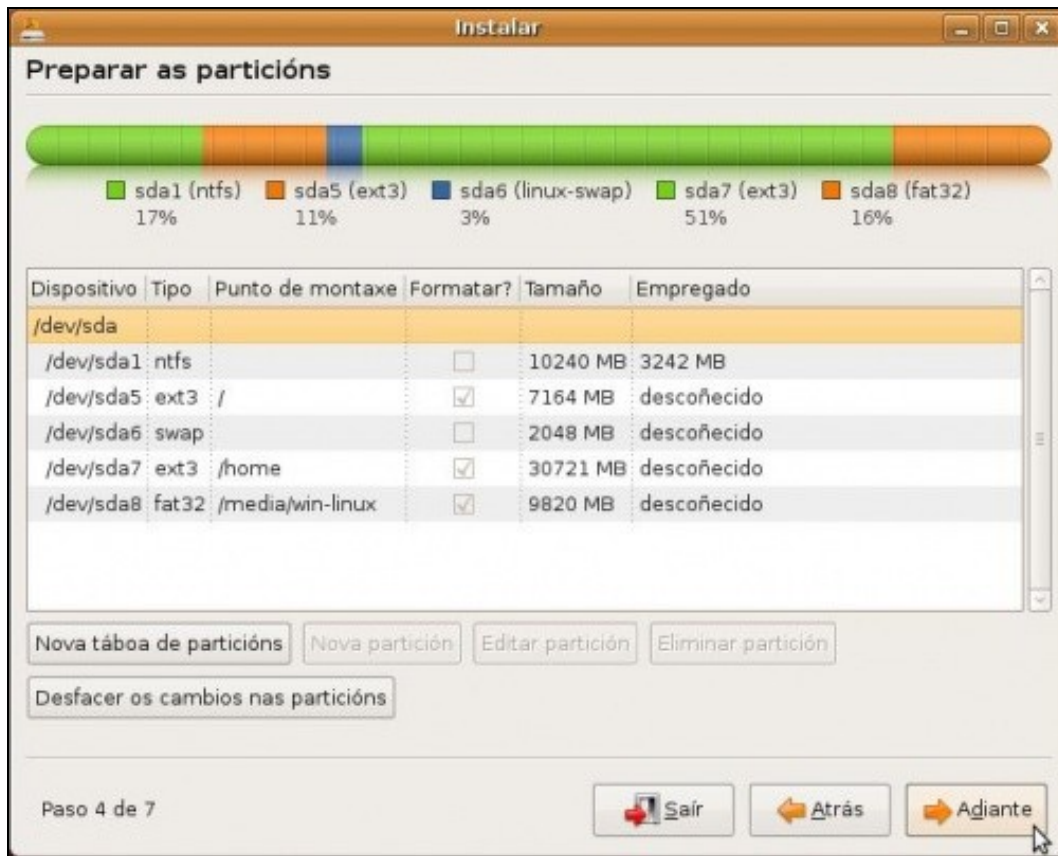 Instalar
Preparar as particións
sda1 (ntfs) sda5 (ext3) sda6 (linux-swap) sda7 (ext3) sda8 (fat32)
17% 11% 3% 51% 16%
Dispositivo Tipo Punto de montaxe Formatar? Tamaño Empregado
/dev/sda
/dev/sda1 ntfs 10240 MB 3242 MB
/dev/sda5 ext3 / 7164 MB descoñecido
/dev/sda6 swap 2048 MB descoñecido
/dev/sda7 ext3 /home 30721 MB descoñecido
/dev/sda8 fat32 /media/win-linux 9820 MB descoñecido
Nova táboa de particións Nova partición Editar partición Eliminar partición
Desfacer os cambios nas particións
Paso 4 de 7 Saír Atrás Adiante